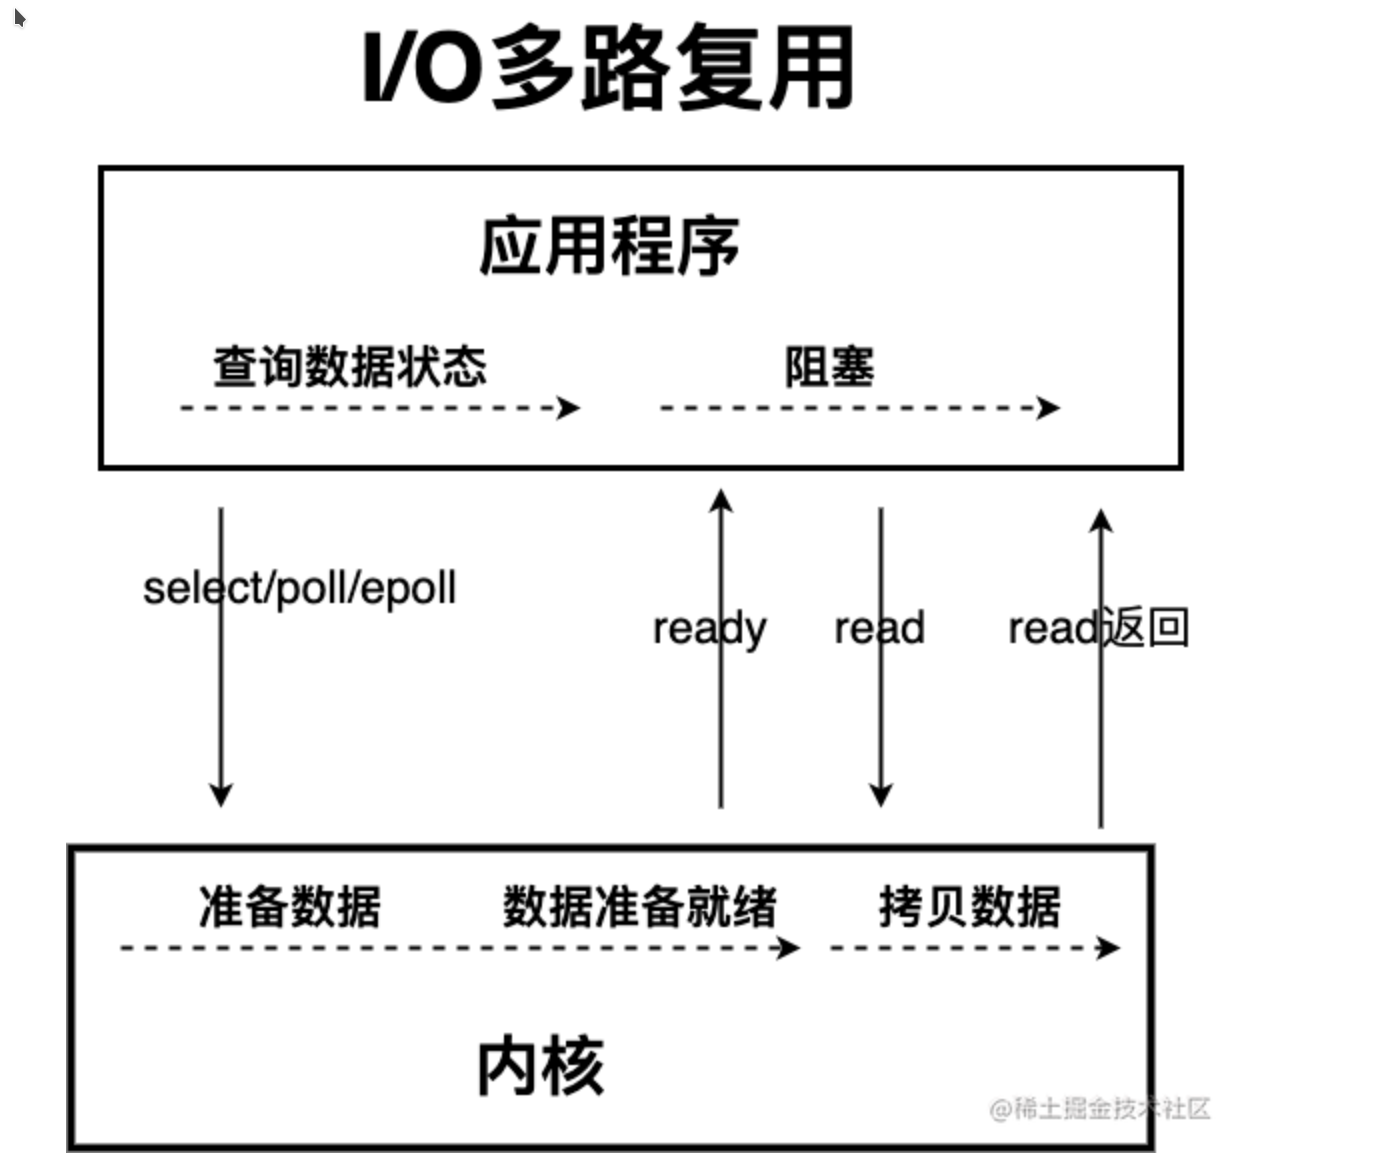 I/O多路复用
应用程序
查询数据状态
阻塞
select/poll/epoll
ready
read
read返回
准备数据
数据准备就绪
拷贝数据
内核
@稀土掘金技术社区